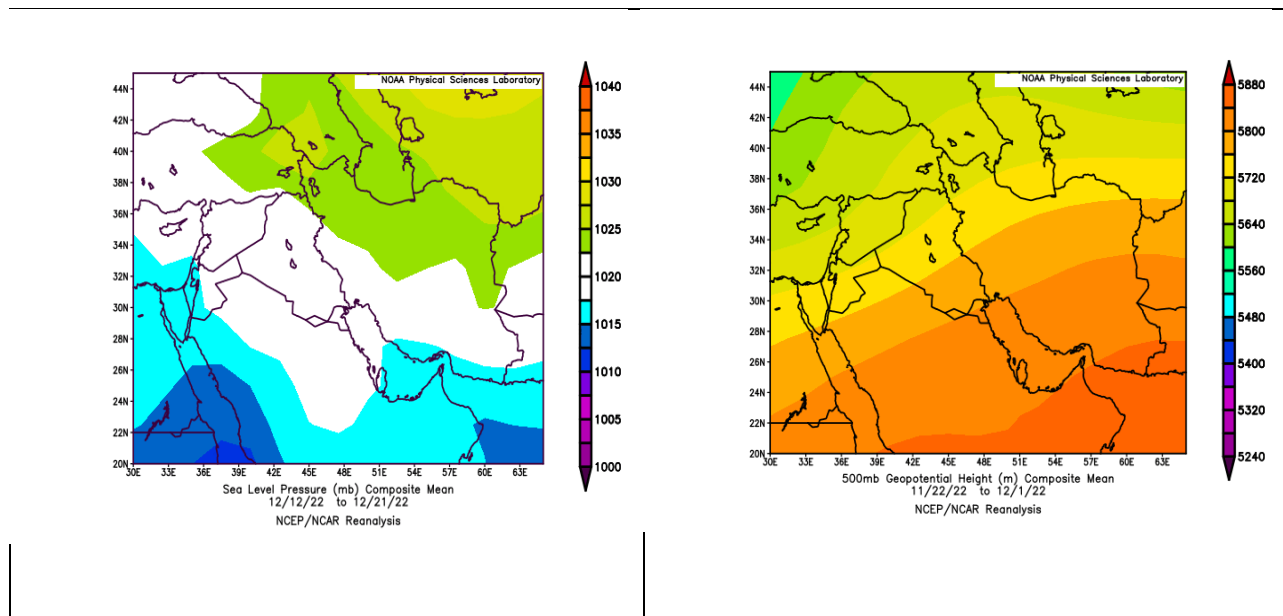 NOAA Physical Sciences Laboratory
44N
42N
40N
38N
36N
34N
32N
30N
28N
26N
24N
22N
20N
30E 33E 36E 39E 42E 45E 48E 51E 54E 57E 60E 63E
1040
1035
1030
1025
1020
1015
1010
1005
1000
Sea Level Pressure (mb) Composite Mean
12/12/22 to 12/21/22
NCEP/NCAR Reanalysis
NOAA Physical Sciences Laboratory
44N
42N
40N
38N
36N
34N
32N
30N
28N
26N
24N
22N
20N
30E 33E 36E 39E 42E 45E 48E 51E 54E 57E 60E 63E
5880
5800
5720
5640
5560
5480
5400
5320
5240
500mb Geopotential Height (m) Composite Mean
11/22/22 to 12/1/22
NCEP/NCAR Reanalysis